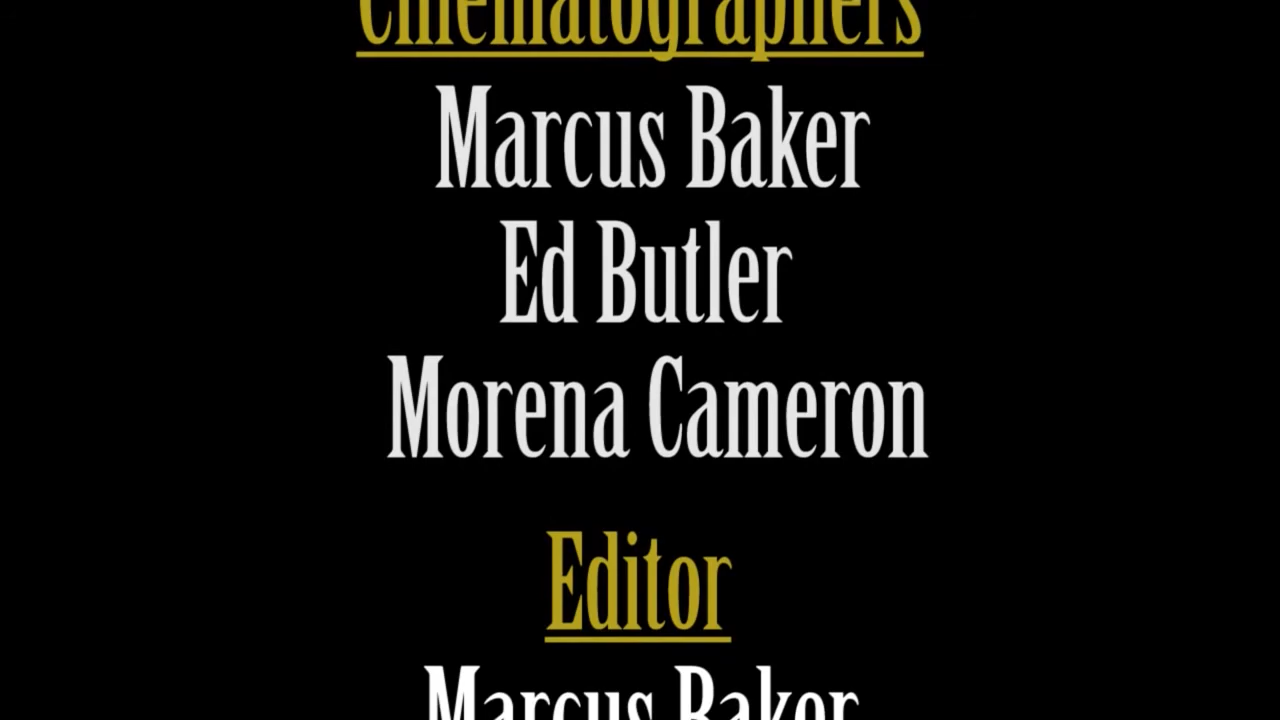 Cinematographers
Marcus Baker
Ed Butler
Morena Cameron
Editor
Marcus Baker